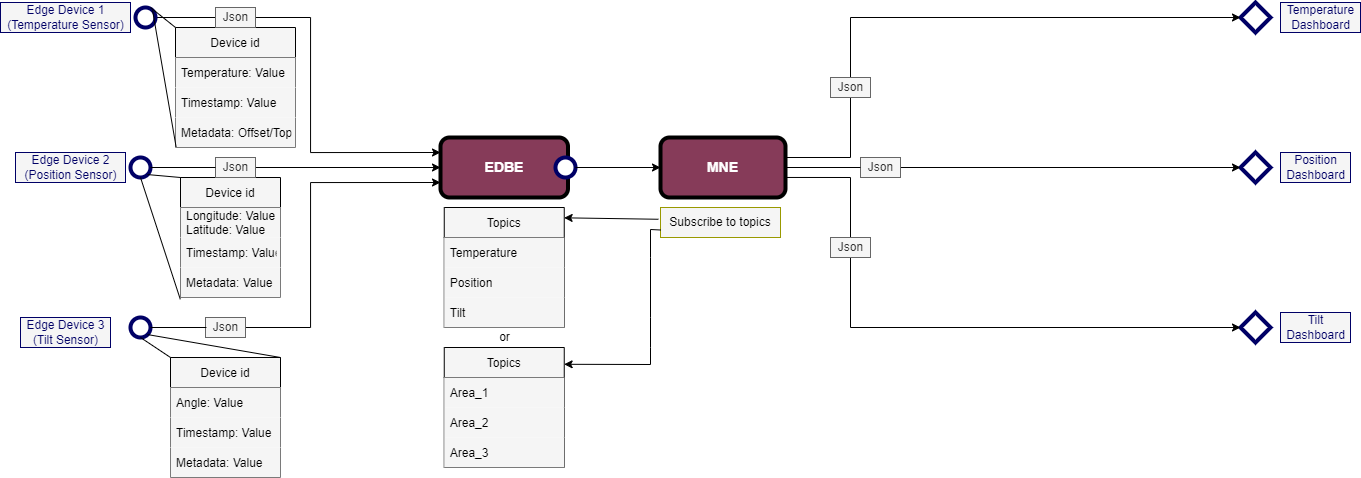 Edge Device 1
(Temperature Sensor)
Json
Device id
Temperature: Value
Timestamp: Value
Metadata: Offset/Top
Edge Device 2
(Position Sensor)
Json
Device id
Longitude: Value
Latitude: Value
Timestamp: Valu
Metadata: Value
Edge Device 3
(Tilt Sensor)
Json
Device id
Angle: Value
Timestamp: Value
Metadata: Value
EDBE
MNE
Topics
Temperature
Position
Tilt
or
Topics
Area_1
Area_2
Area_3
Subscribe to topics
Json
Json
Json
Temperature
Dashboard
Position
Dashboard
Tilt
Dashboard